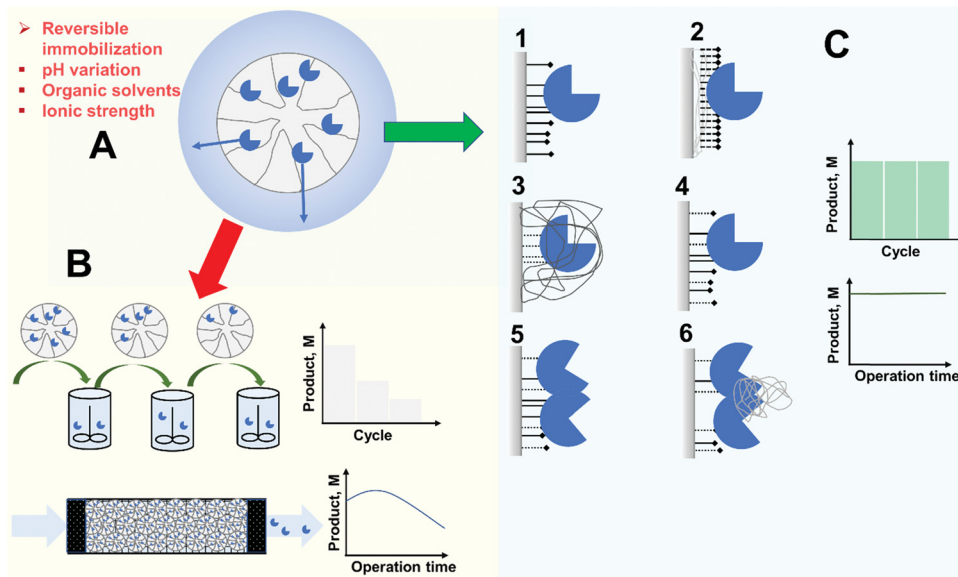 ➢ Reversible
immobilization
▪ pH variation
▪ Organic solvents
▪ Ionic strength
A
B
Product, M
Cycle
Product, M
Operation time
1
2
3
4
5
6
C
Product, M
Cycle
Product, M
Operation time